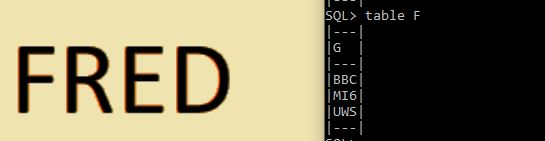 FRED
|---|
SQL> table F
|---|
|G  |
|---|
|BBC|
|MI6|
|UWS|
|---|